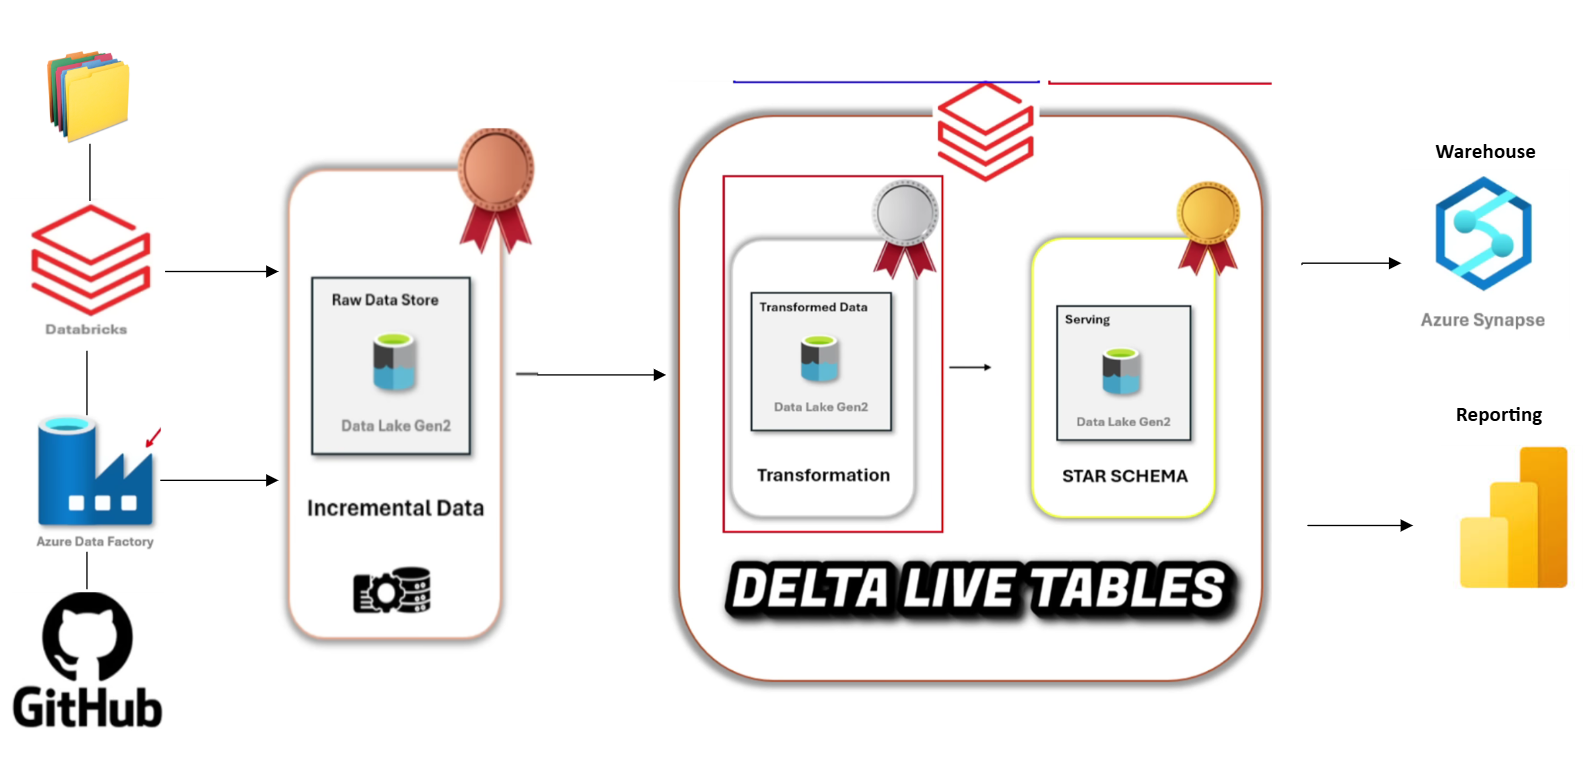 Databricks
Azure Data Factory
GitHub
Raw Data Store
Data Lake Gen2
Incremental Data
Transformed Data
Data Lake Gen2
Transformation
Serving
Data Lake Gen2
STAR SCHEMA
DELTA LIVE TABLES
Warehouse
Azure Synapse
Reporting